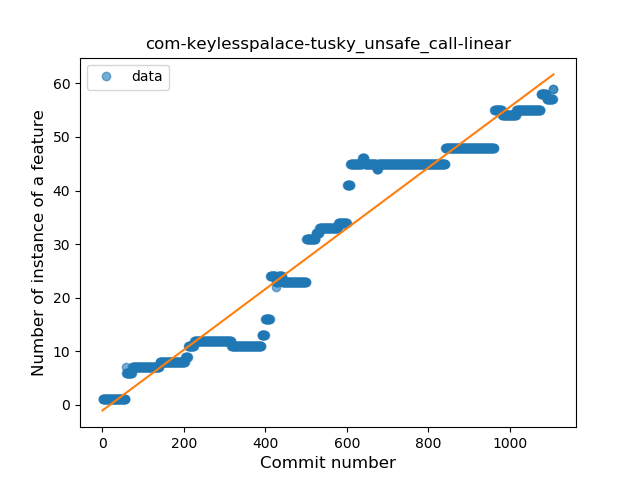 com-keylesspalace-tusky_unsafe_call-linear
data
Number of instance of a feature
60
50
40
30
20
10
0
0 200 400 600 800 1000
Commit number